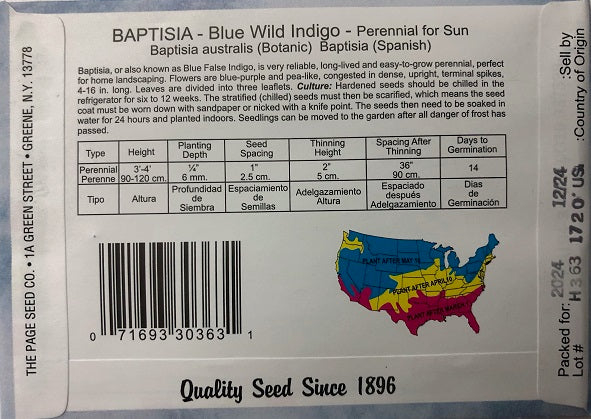 BAPTISIA - Blue Wild Indigo - Perennial for Sun
Baptisia australis (Botanic) Baptisia (Spanish)
Baptisia, or also known as Blue False Indigo, is very reliable, long-lived and easy-to-grow perennial, perfect
for home landscaping. Flowers are blue-purple and pea-like, congested in dense, upright, terminal spikes,
4-16 in. long. Leaves are divided into three leaflets. Culture: Hardened seeds should be chilled in the
refrigerator for six to 12 weeks. The stratified (chilled) seeds must then be scarified, which means the seed
coat must be worn down with sandpaper or nicked with a knife point. The seeds then need to be soaked in
water for 24 hours and planted indoors. Seedlings can be moved to the garden after all danger of frost has
passed.
Type Height Planting Depth Seed Spacing Thinning Height Spacing After Thinning Days to Germination
Perennial 3'-4' ¼" 1" 2" 36" 14
Perenne 90-120 cm. 6 mm. 2.5 cm. 5 cm. 90 cm.
Tipo Altura Profundidad de Siembra Espaciamiento de Semillas Adelgazamiento Altura Espaciado después Adelgazamiento Dias de Germinación
PLANT AFTER MAY 10
PLANT AFTER APRIL 10
PLANT AFTER MARCH 1
0 71693 30363 1
Quality Seed Since 1896
THE PAGE SEED CO. • 1A GREEN STREET • GREENE, N.Y. 13778
Packed for: 2024 12/24 :Sell by
Lot # H363 1720 US :Country of Origin